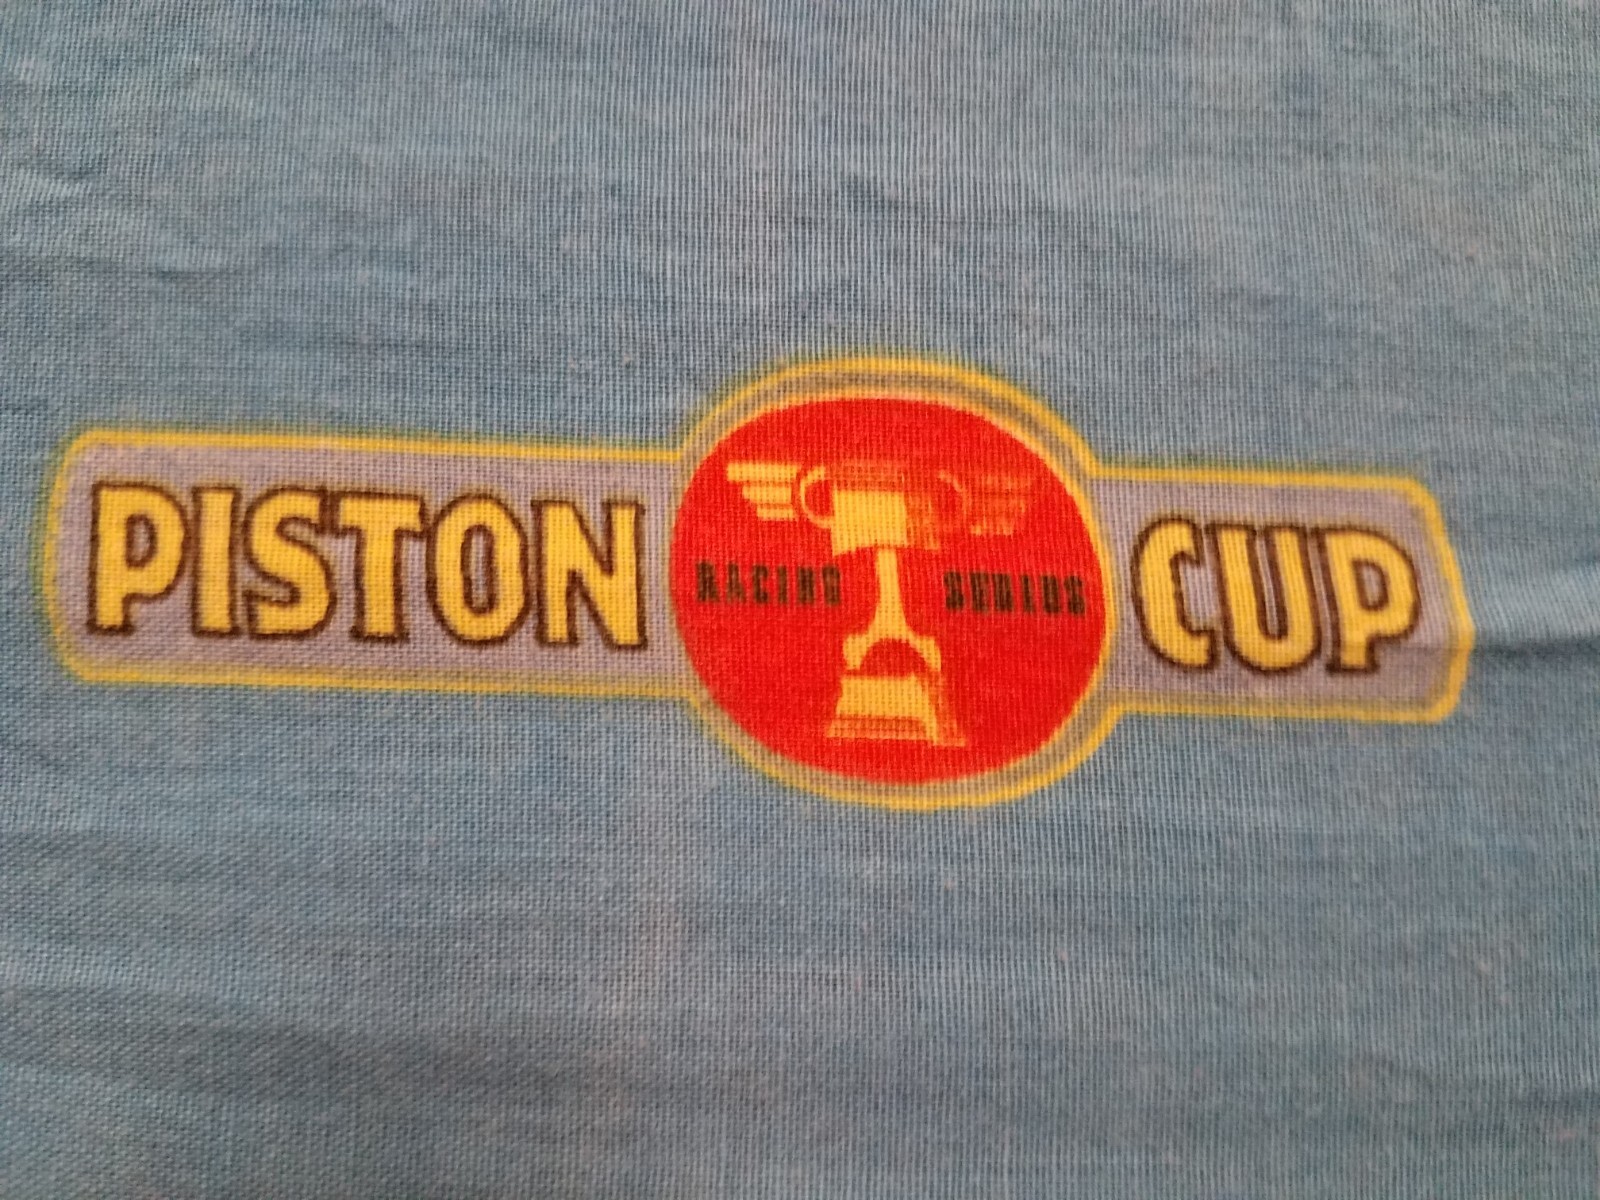 PISTON RACING SERIES CUP